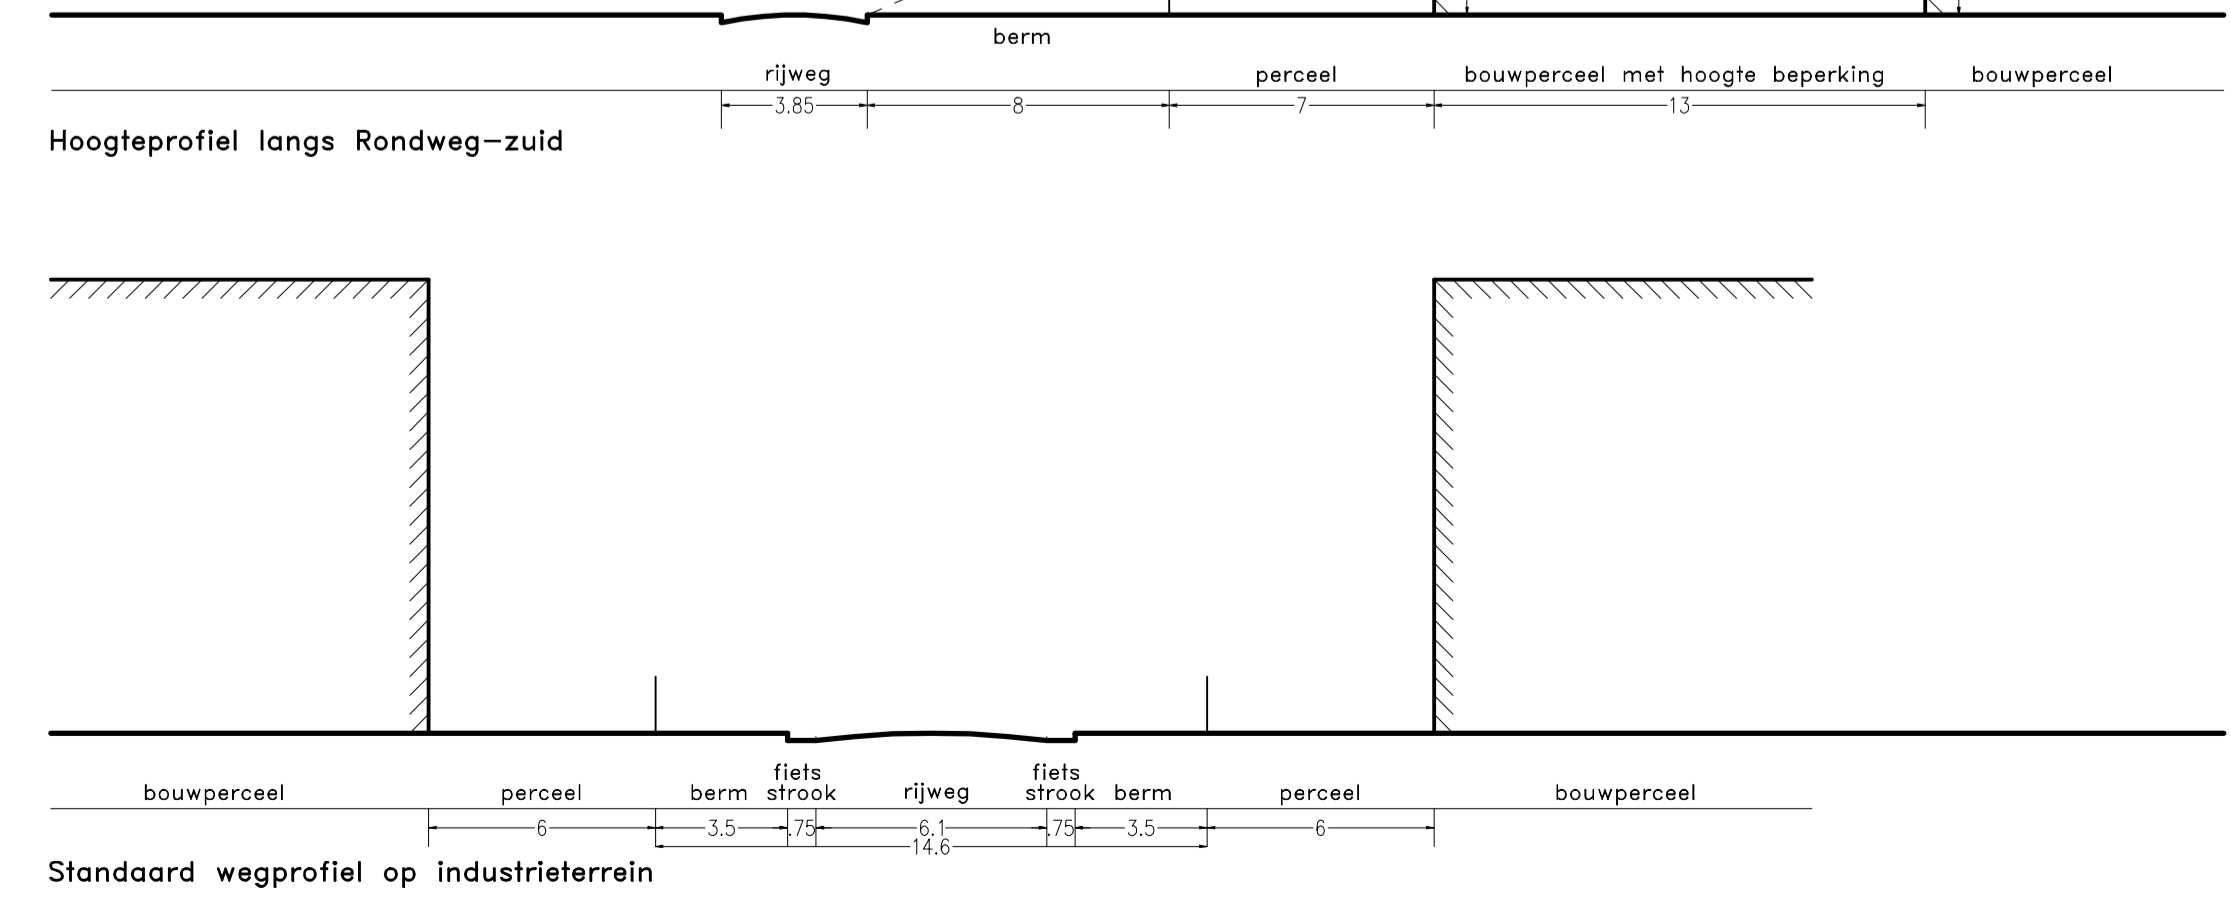 berm
rijweg perceel bouwperceel met hoogte beperking bouwperceel
3.85 8 7 13
Hoogteprofiel langs Rondweg-zuid
fiets fiets
bouwperceel perceel berm strook rijweg strook berm perceel bouwperceel
6 3.5 .75 6.1 .75 3.5 6
14.6
Standaard wegprofiel op industrieterrein